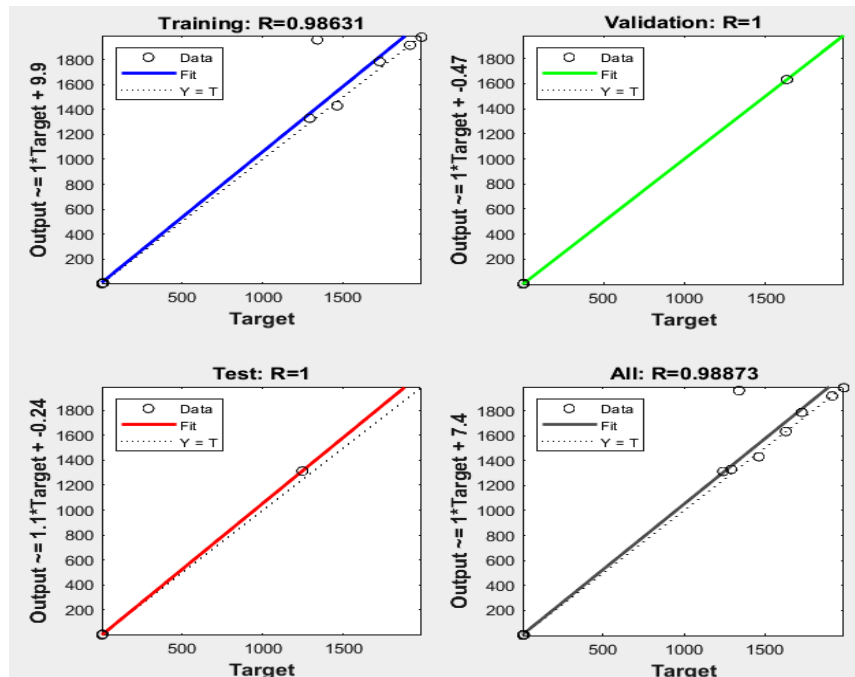 Training: R=0.98631
Output ~= 1*Target + 9.9
1800
1600
1400
1200
1000
800
600
400
200
Data
Fit
Y = T
500
1000
1500
Target
Validation: R=1
Output ~= 1*Target + -0.47
1800
1600
1400
1200
1000
800
600
400
200
Data
Fit
Y = T
500
1000
1500
Target
Test: R=1
Output ~= 1.1*Target + -0.24
1800
1600
1400
1200
1000
800
600
400
200
Data
Fit
Y = T
500
1000
1500
Target
All: R=0.98873
Output ~= 1*Target + 7.4
1800
1600
1400
1200
1000
800
600
400
200
Data
Fit
Y = T
500
1000
1500
Target